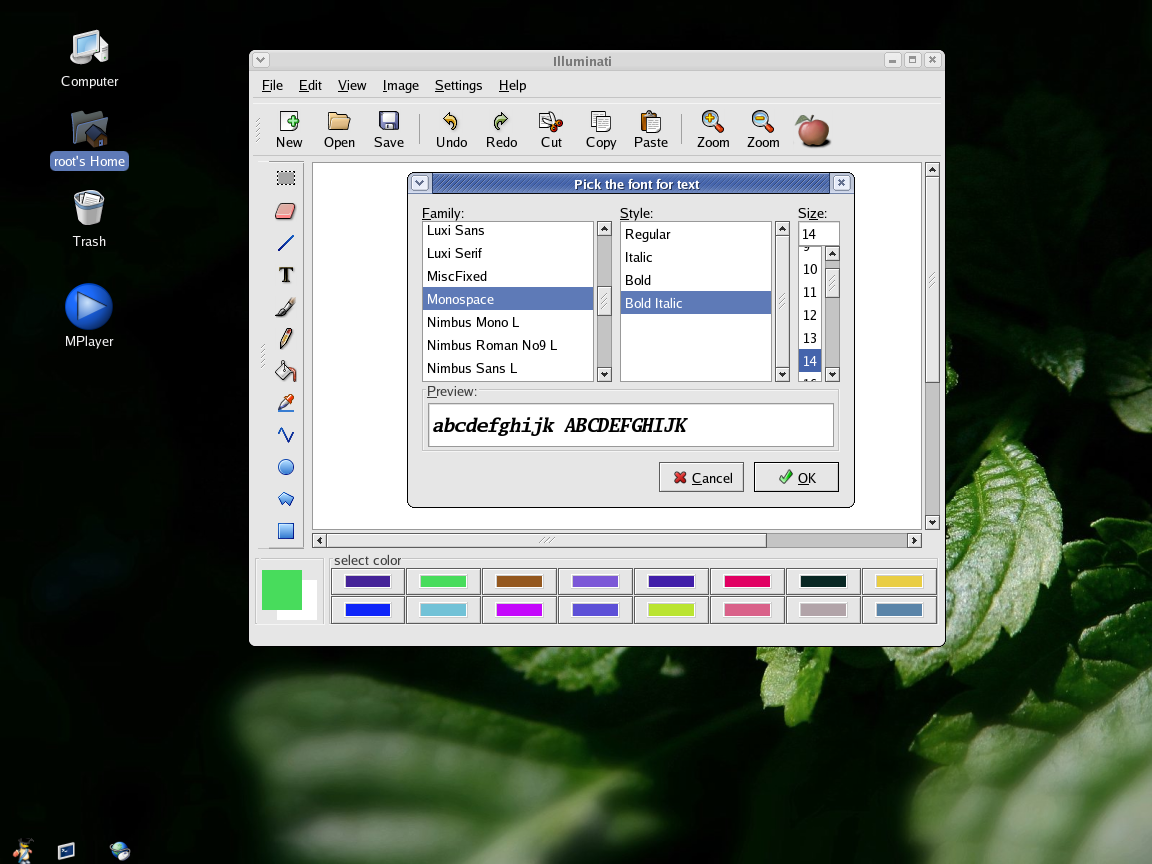 Computer
root's Home
Trash
MPlayer
Illuminati
File Edit View Image Settings Help
New Open Save Undo Redo Cut Copy Paste Zoom Zoom
T
Pick the font for text
Family: Style: Size:
14
Luxi Sans
Luxi Serif
MiscFixed
Monospace
Nimbus Mono L
Nimbus Roman No9 L
Nimbus Sans L
Regular
Italic
Bold
Bold Italic
10
11
12
13
14
Preview:
abcdefghijk ABCDEFGHIJK
Cancel OK
select color